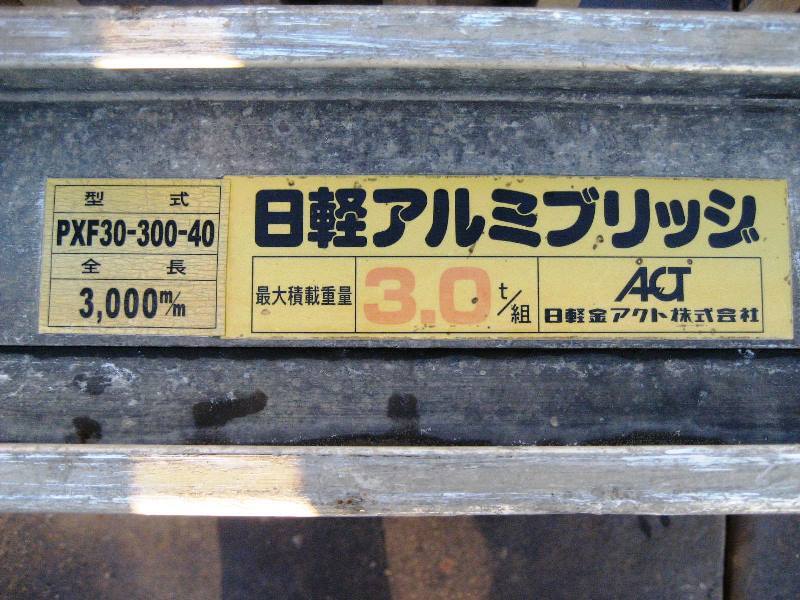 型式
PXF30-300-40
全長
3,000m/m
日軽アルミブリッジ
最大積載重量 3.0 t/組
ACT
日軽金アクト株式会社